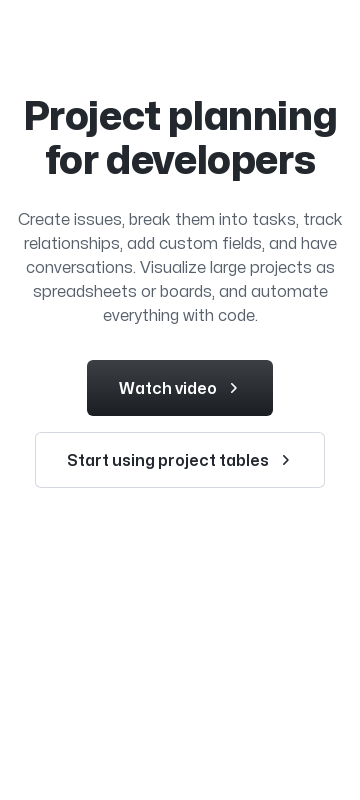 Project planning
for developers
Create issues, break them into tasks, track
relationships, add custom fields, and have
conversations. Visualize large projects as
spreadsheets or boards, and automate
everything with code.
Watch video
Start using project tables